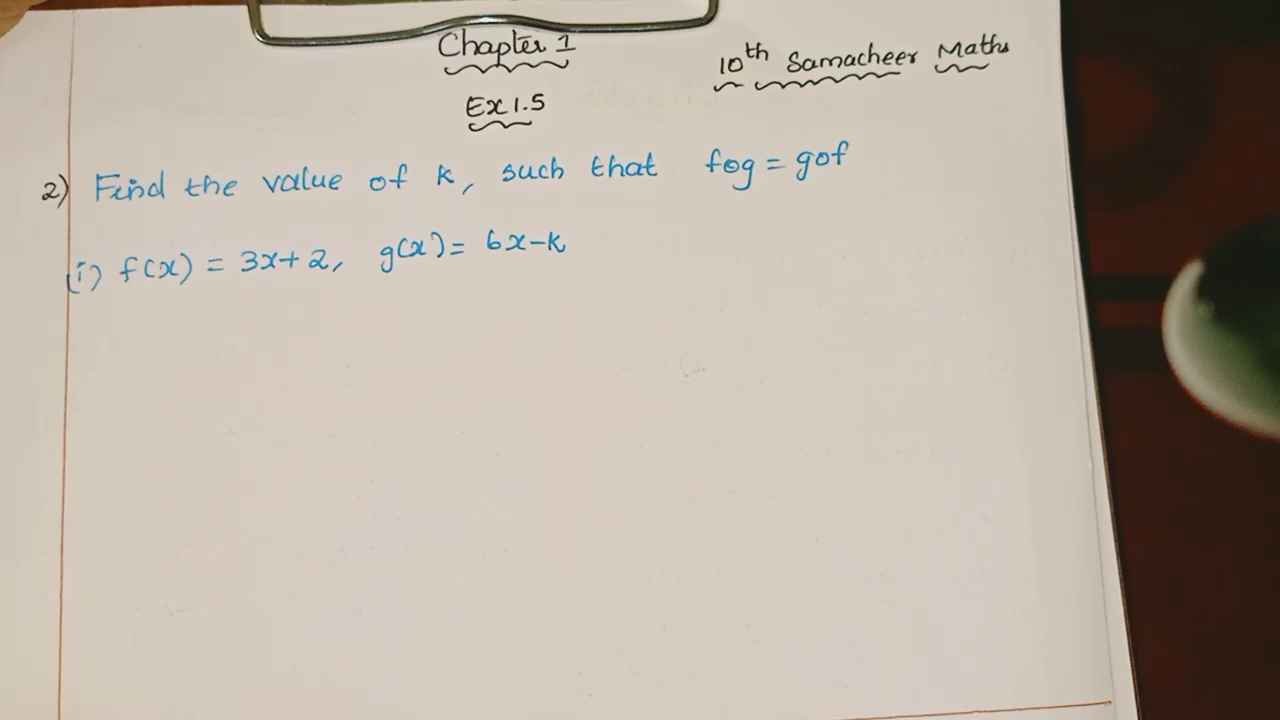 Chapter 1
10th Samacheer Maths
Ex 1.5
2) Find the value of k, such that fog = gof
(i) f(x) = 3x+2, g(x) = 6x-k